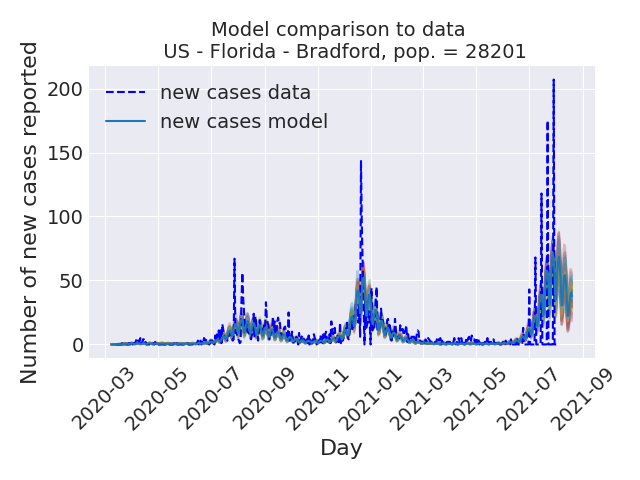 Model comparison to data
US - Florida - Bradford, pop. = 28201
Number of new cases reported
200
150
100
50
0
new cases data
new cases model
2020-03
2020-05
2020-07
2020-09
2020-11
2021-01
2021-03
2021-05
2021-07
2021-09
Day